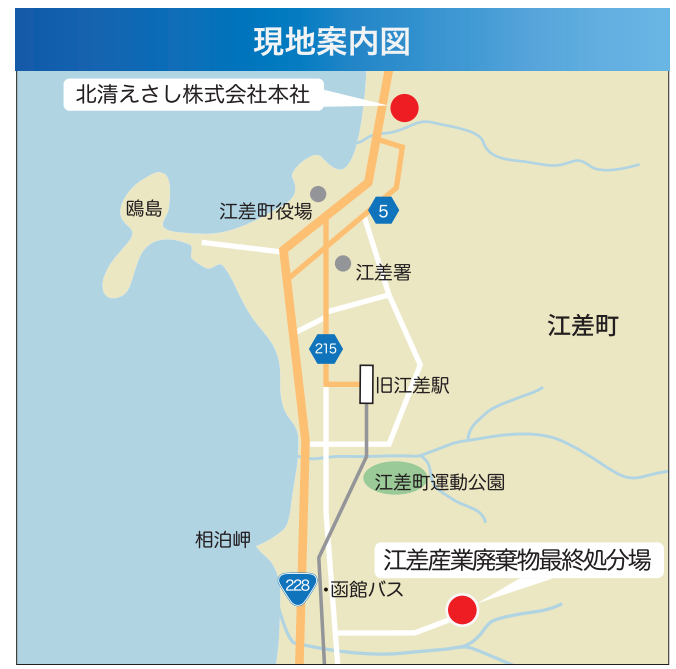 現地案内図
北清えさし株式会社本社
鴎島
江差町役場
5
江差署
江差町
215
旧江差駅
江差町運動公園
相泊岬
江差産業廃棄物最終処分場
228
・函館バス